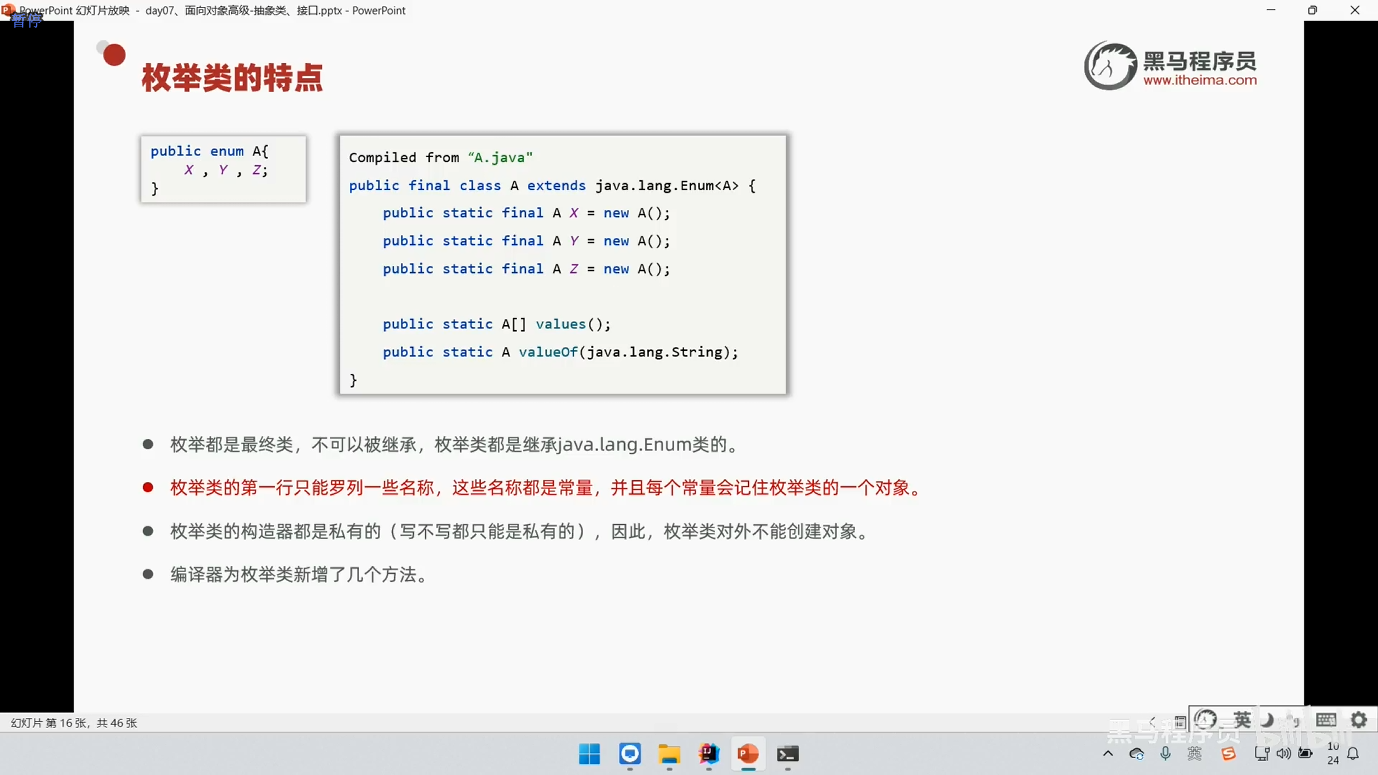 PowerPoint 幻灯片放映 - day07、面向对象高级-抽象类、接口.pptx - PowerPoint
暂停
枚举类的特点
黑马程序员
www.itheima.com
public enum A{
X , Y , Z;
}
Compiled from “A.java"
public final class A extends java.lang.Enum<A> {
public static final A X = new A();
public static final A Y = new A();
public static final A Z = new A();
public static A[] values();
public static A valueOf(java.lang.String);
}
● 枚举都是最终类，不可以被继承，枚举类都是继承java.lang.Enum类的。
● 枚举类的第一行只能罗列一些名称，这些名称都是常量，并且每个常量会记住枚举类的一个对象。
● 枚举类的构造器都是私有的（写不写都只能是私有的），因此，枚举类对外不能创建对象。
● 编译器为枚举类新增了几个方法。
幻灯片 第 16 张，共 46 张
英
黑马程序员
bilibili
英
10
24